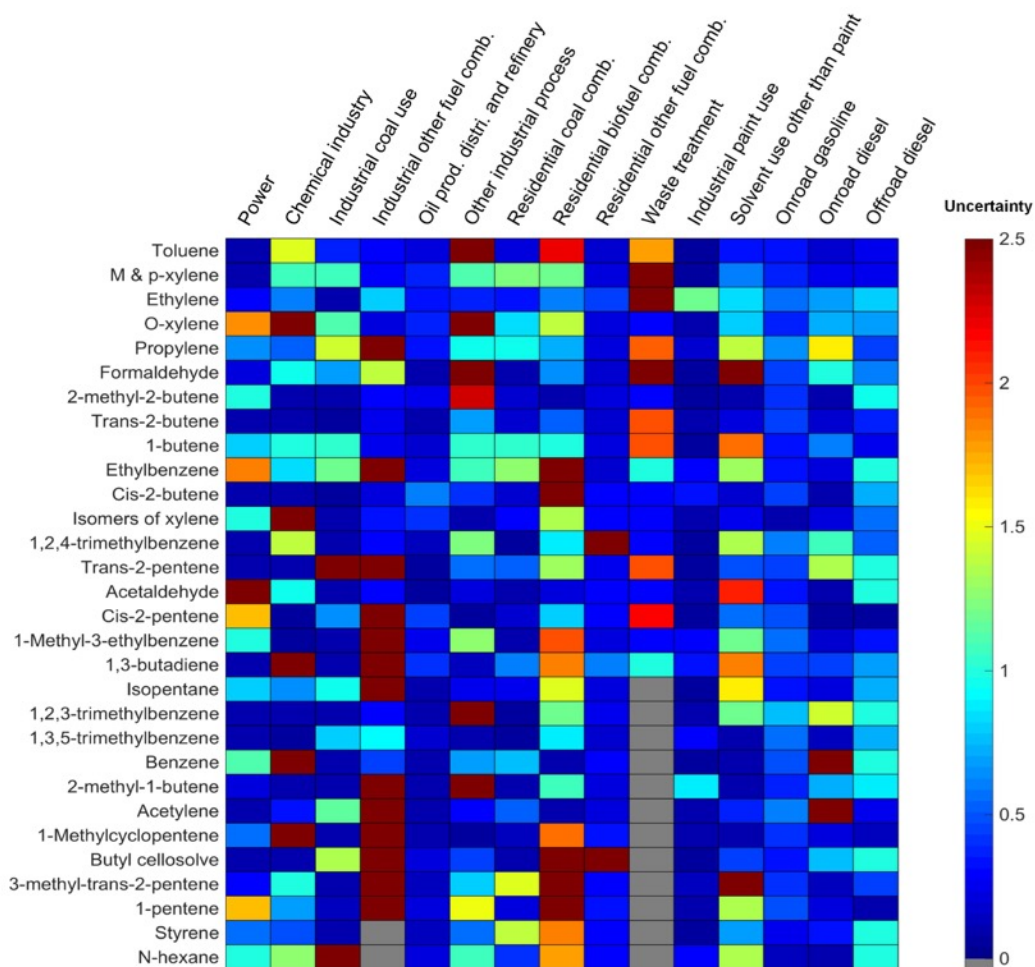 Power
Chemical industry
Industrial coal use
Industrial other fuel comb.
Oil prod. distri. and refinery
Other industrial process
Residential coal comb.
Residential biofuel comb.
Residential other fuel comb.
Waste treatment
Industrial paint use
Solvent use other than paint
Onroad gasoline
Onroad diesel
Offroad diesel
Uncertainty
Toluene
M & p-xylene
Ethylene
O-xylene
Propylene
Formaldehyde
2-methyl-2-butene
Trans-2-butene
1-butene
Ethylbenzene
Cis-2-butene
Isomers of xylene
1,2,4-trimethylbenzene
Trans-2-pentene
Acetaldehyde
Cis-2-pentene
1-Methyl-3-ethylbenzene
1,3-butadiene
Isopentane
1,2,3-trimethylbenzene
1,3,5-trimethylbenzene
Benzene
2-methyl-1-butene
Acetylene
1-Methylcyclopentene
Butyl cellosolve
3-methyl-trans-2-pentene
1-pentene
Styrene
N-hexane
2.5
2
1.5
1
0.5
0